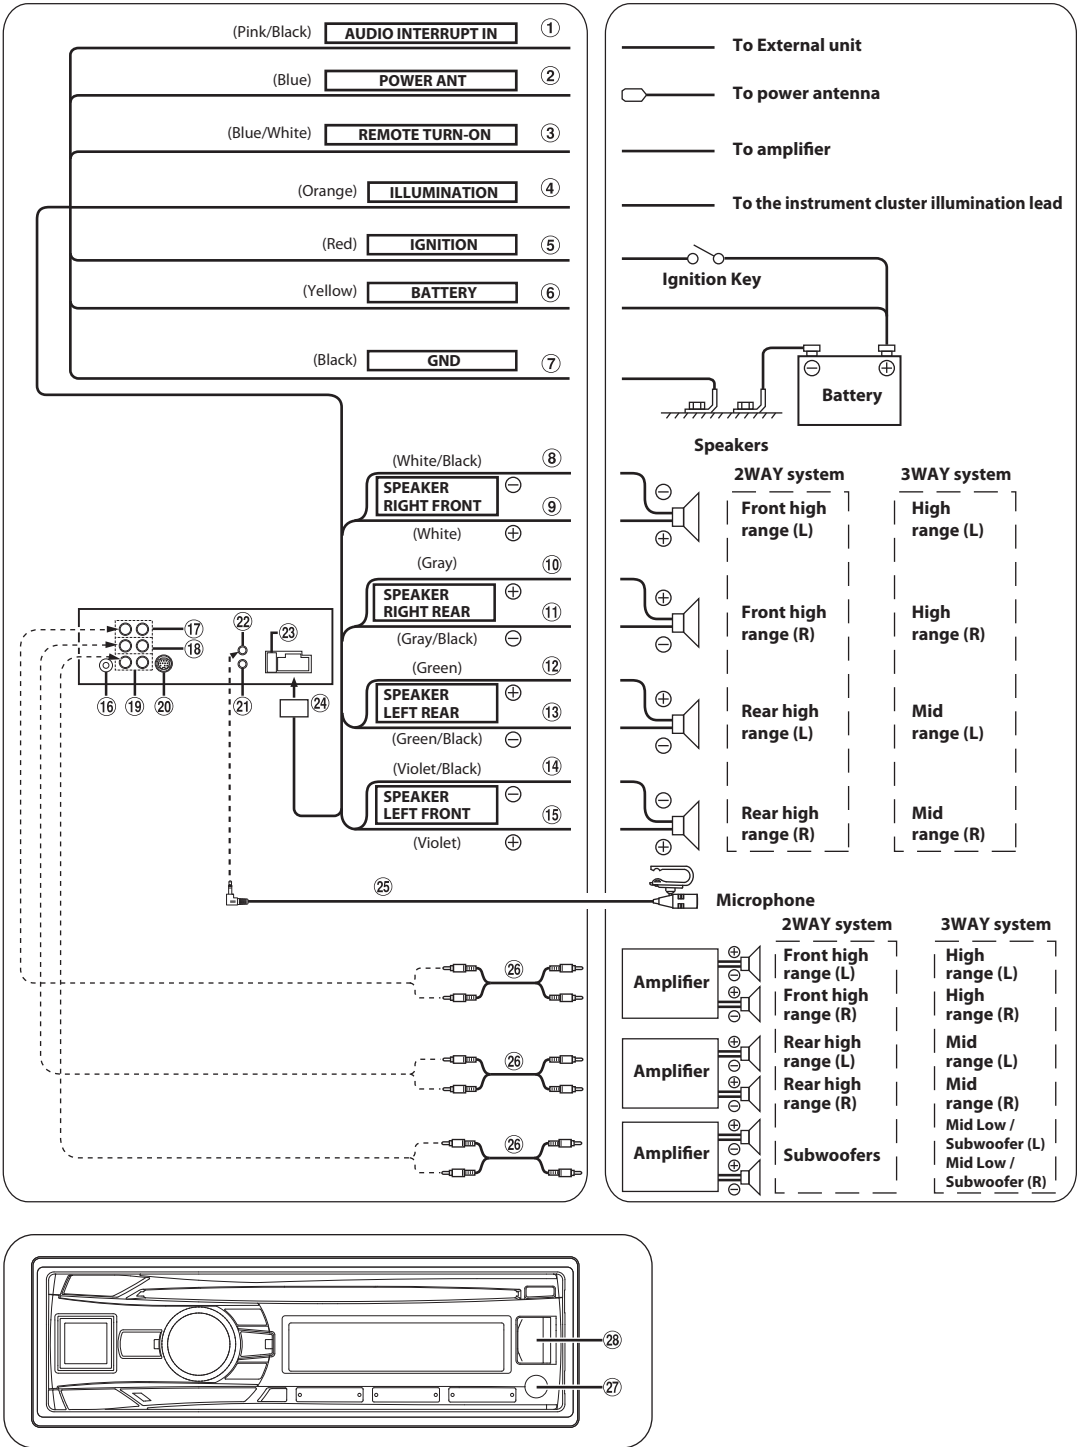 (Pink/Black) AUDIO INTERRUPT IN ① To External unit
(Blue) POWER ANT ② To power antenna
(Blue/White) REMOTE TURN-ON ③ To amplifier
(Orange) ILLUMINATION ④ To the instrument cluster illumination lead
(Red) IGNITION ⑤ Ignition Key
(Yellow) BATTERY ⑥
(Black) GND ⑦
⊖ ⊕
Battery
Speakers
2WAY system 3WAY system
(White/Black) ⑧
SPEAKER RIGHT FRONT ⊖ ⑨
(White) ⊕
⊖ ⊕
Front high range (L)
High range (L)
(Gray) ⑩
SPEAKER RIGHT REAR ⊕ ⑪
(Gray/Black) ⊖
⊕ ⊖
Front high range (R)
High range (R)
(Green) ⑫
SPEAKER LEFT REAR ⊕ ⑬
(Green/Black) ⊖
⊕ ⊖
Rear high range (L)
Mid range (L)
(Violet/Black) ⑭
SPEAKER LEFT FRONT ⊖ ⑮
(Violet) ⊕
⊖ ⊕
Rear high range (R)
Mid range (R)
⑰ ⑱ ㉒ ㉓
⑯ ⑲ ⑳ ㉑ ㉔
㉕ Microphone
2WAY system 3WAY system
㉖ Amplifier
⊕ ⊖ ⊕ ⊖
Front high range (L)
Front high range (R)
High range (L)
High range (R)
㉖ Amplifier
⊕ ⊖ ⊕ ⊖
Rear high range (L)
Rear high range (R)
Mid range (L)
Mid range (R)
㉖ Amplifier
⊕ ⊖ ⊕ ⊖
Subwoofers
Mid Low / Subwoofer (L)
Mid Low / Subwoofer (R)
㉘
㉗